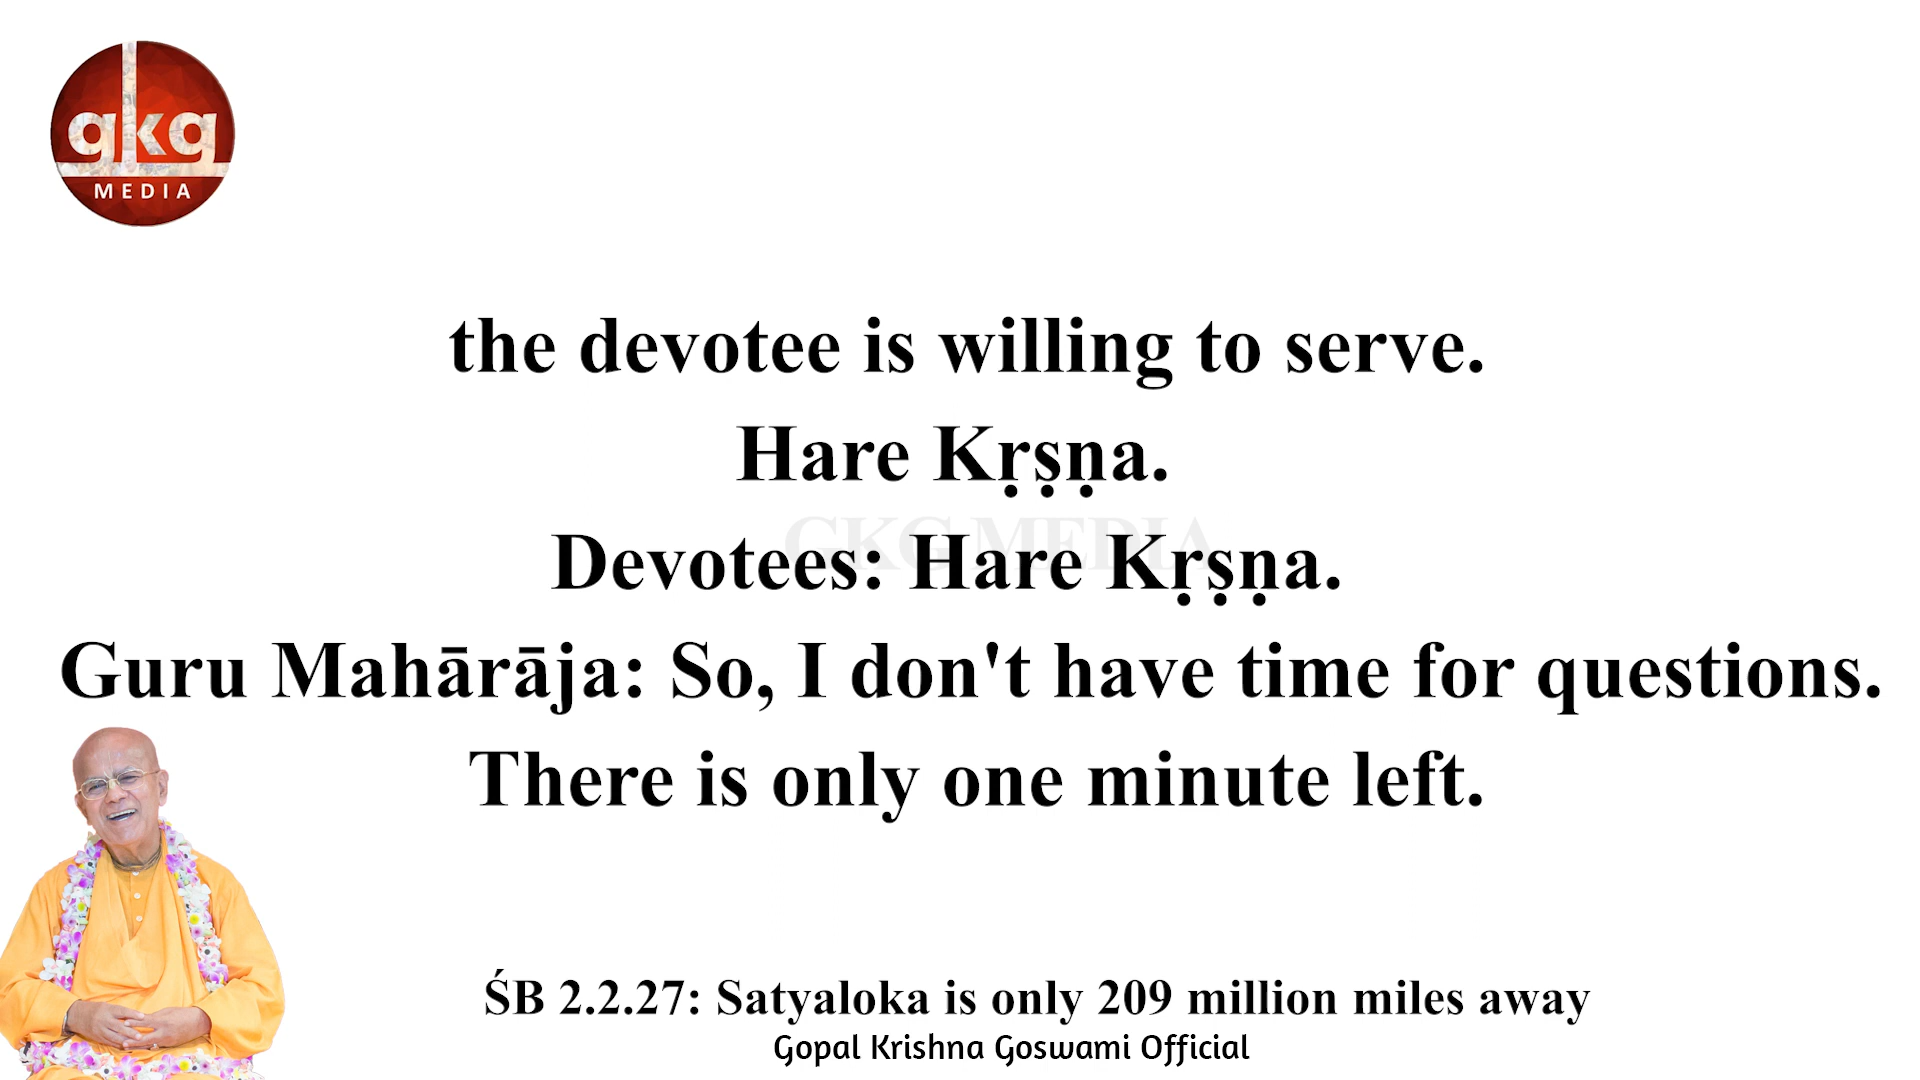 gkg
MEDIA
the devotee is willing to serve.
Hare Kṛṣṇa.
GKG MEDIA
Devotees: Hare Kṛṣṇa.
Guru Mahārāja: So, I don't have time for questions.
There is only one minute left.
ŚB 2.2.27: Satyaloka is only 209 million miles away
Gopal Krishna Goswami Official